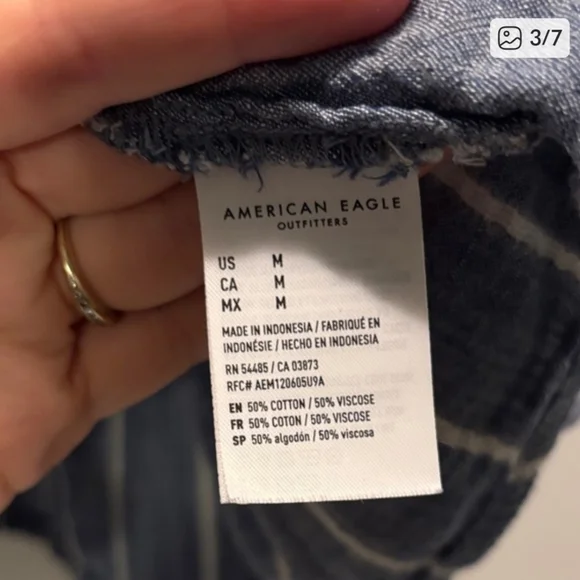 3/7
AMERICAN EAGLE
OUTFITTERS
US M
CA M
MX M
MADE IN INDONESIA / FABRIQUÉ EN
INDONÉSIE / HECHO EN INDONESIA
RN 54485 / CA 03873
RFC# AEM120605U9A
EN 50% COTTON / 50% VISCOSE
FR 50% COTON / 50% VISCOSE
SP 50% algodón / 50% viscosa